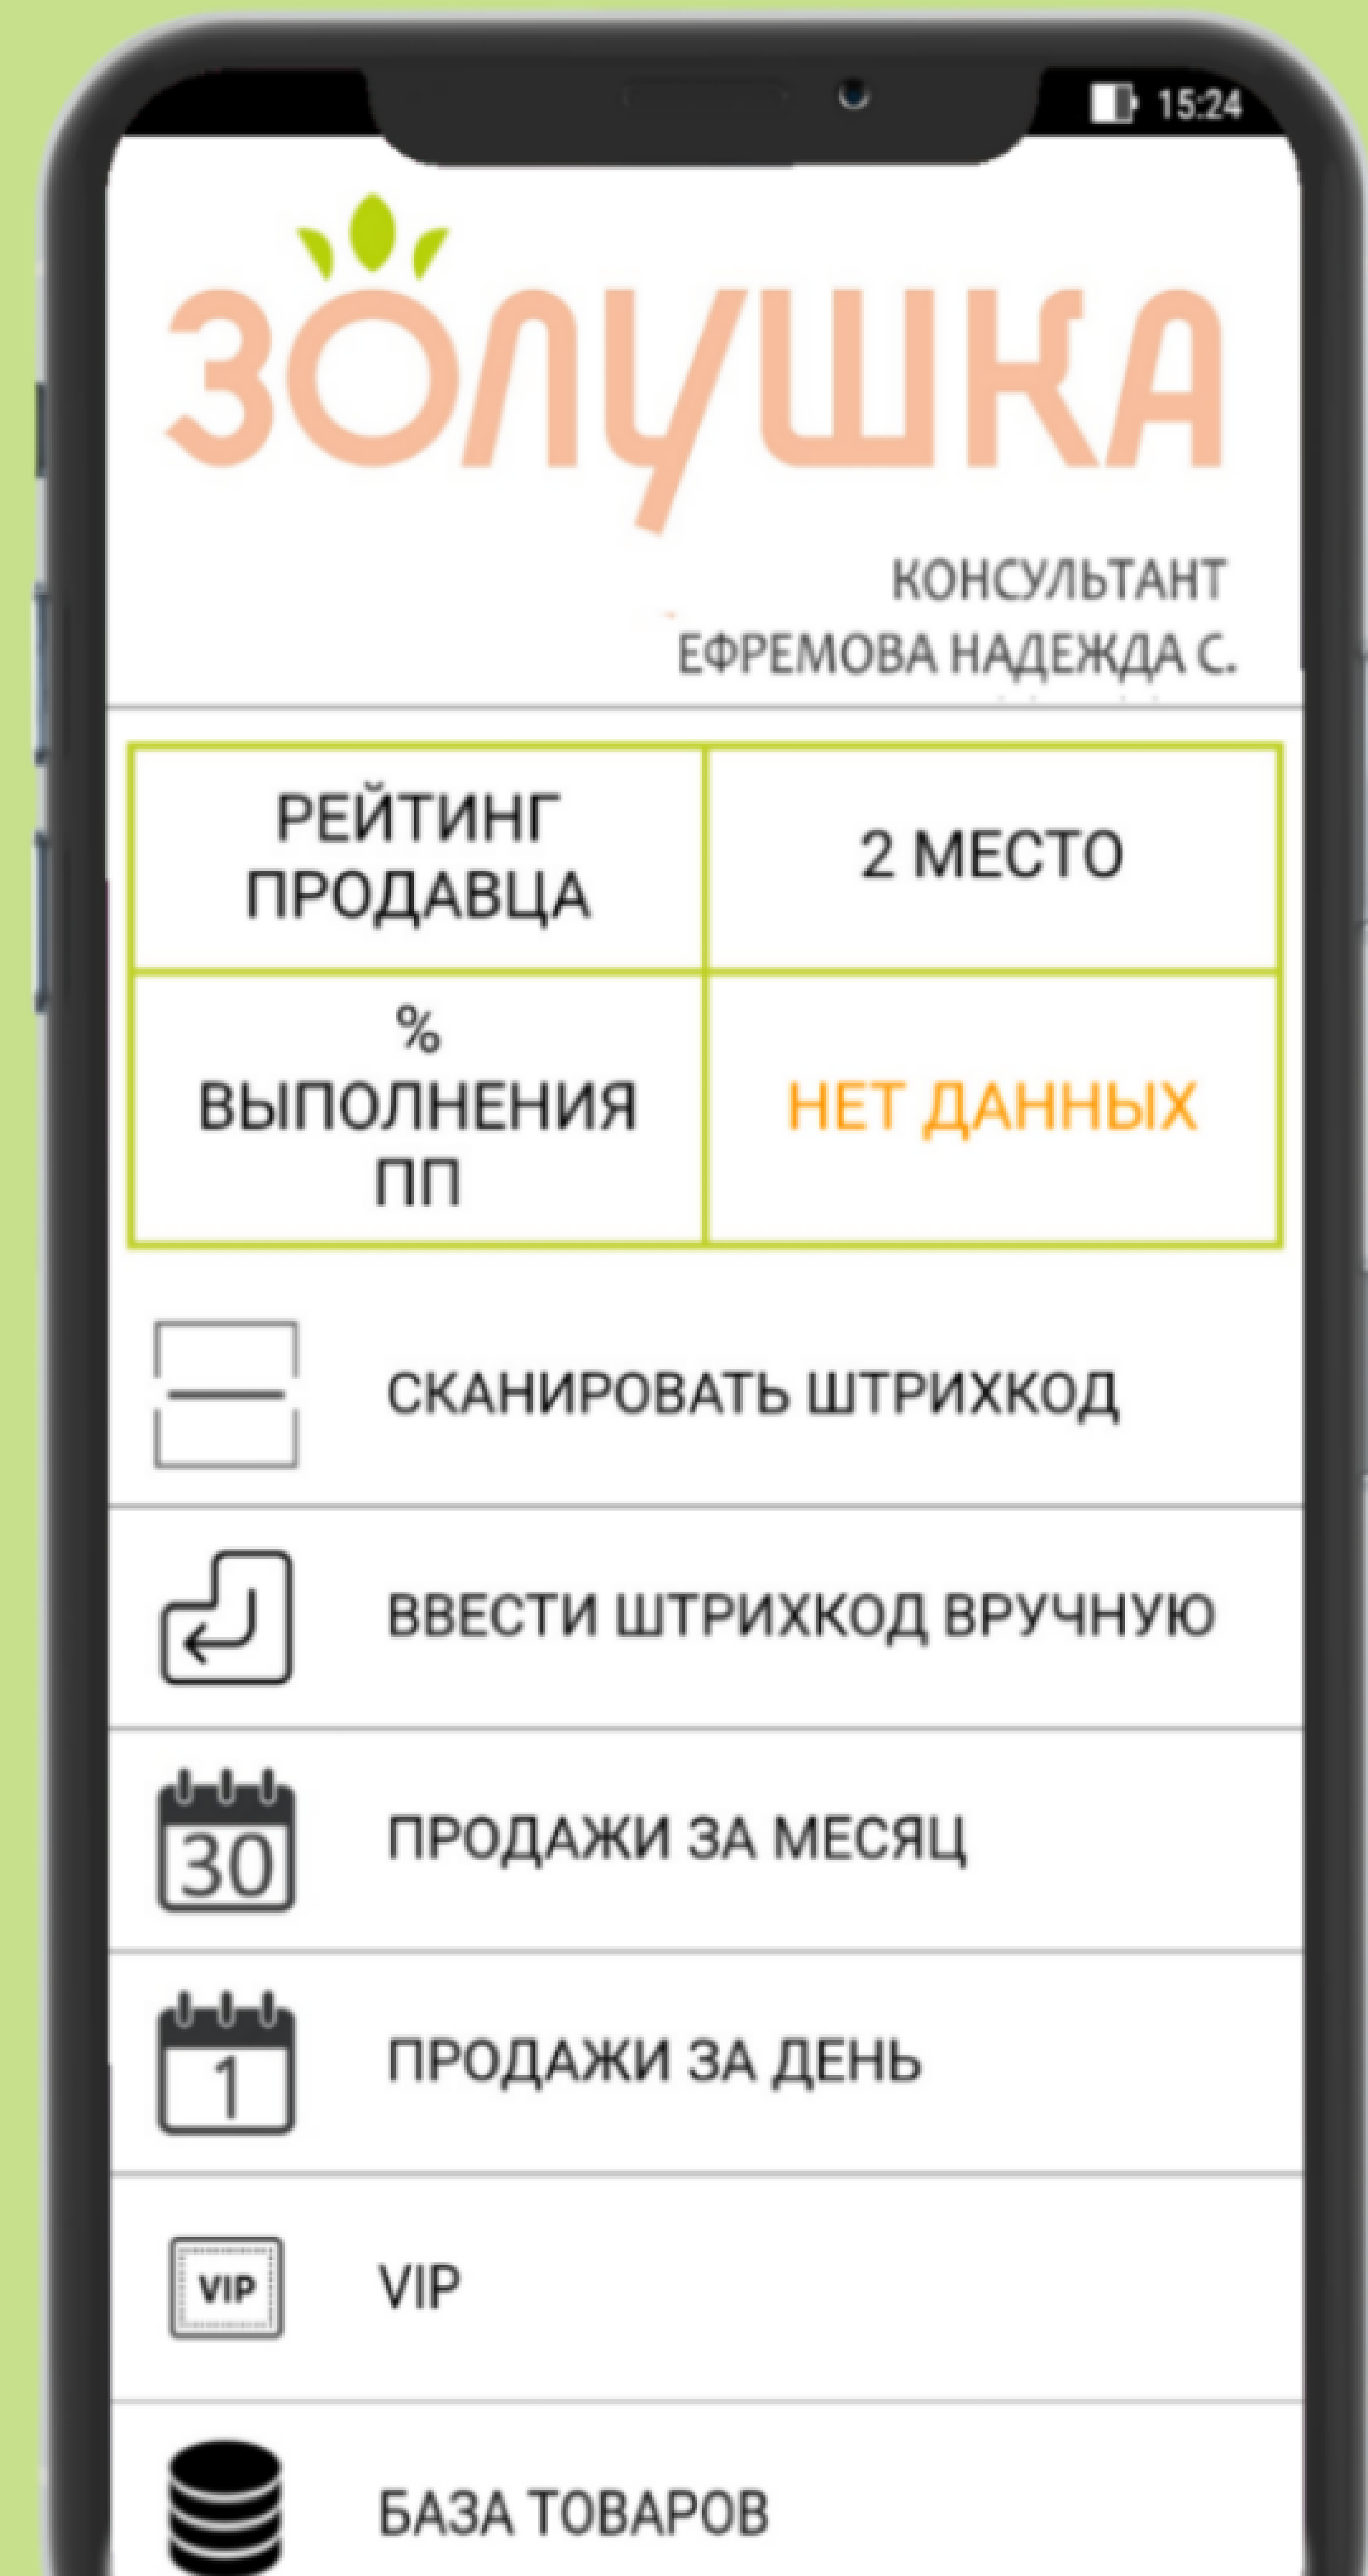 15:24
ЗОЛУШКА
КОНСУЛЬТАНТ
ЕФРЕМОВА НАДЕЖДА С.
РЕЙТИНГ
ПРОДАВЦА
2 МЕСТО
%
ВЫПОЛНЕНИЯ
ПП
НЕТ ДАННЫХ
СКАНИРОВАТЬ ШТРИХКОД
ВВЕСТИ ШТРИХКОД ВРУЧНУЮ
30
ПРОДАЖИ ЗА МЕСЯЦ
1
ПРОДАЖИ ЗА ДЕНЬ
VIP
VIP
БАЗА ТОВАРОВ